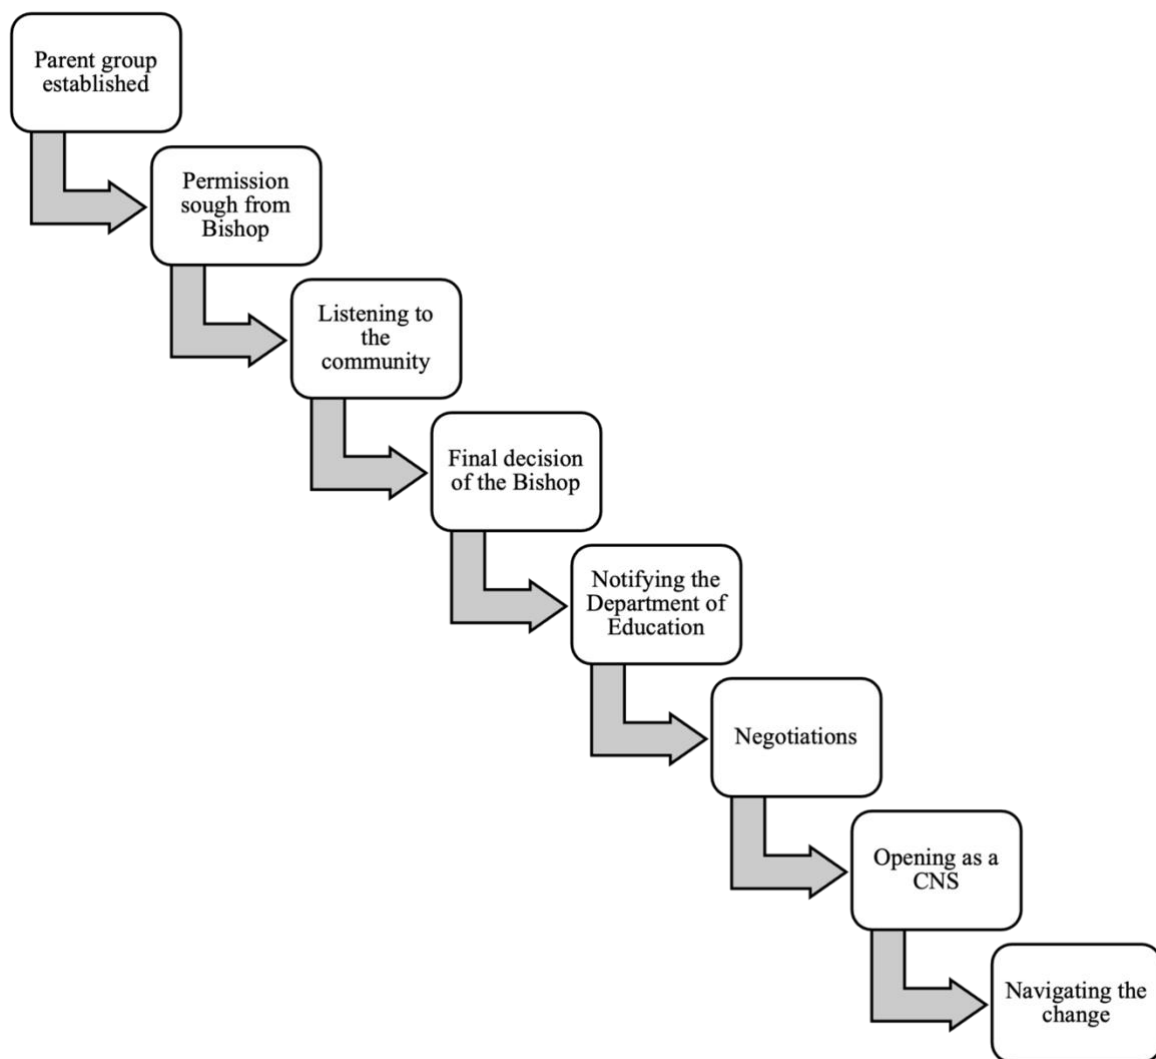 Parent group
established
Permission
sough from
Bishop
Listening to
the
community
Final decision
of the Bishop
Notifying the
Department of
Education
Negotiations
Opening as a
CNS
Navigating the
change